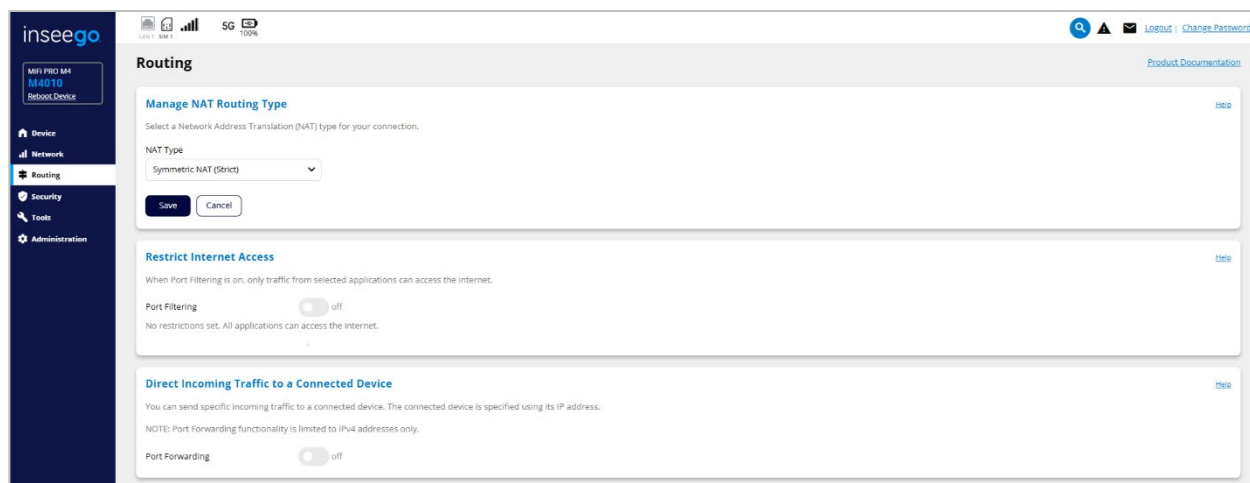 inseego
LAN 1 SIM 1 5G 100%
Logout | Change Password
MiFi PRO M4
M4010
Reboot Device
Device
Network
Routing
Security
Tools
Administration
Routing
Product Documentation
Manage NAT Routing Type
Help
Select a Network Address Translation (NAT) type for your connection.
NAT Type
Symmetric NAT (Strict)
Save Cancel
Restrict Internet Access
Help
When Port Filtering is on, only traffic from selected applications can access the internet.
Port Filtering off
No restrictions set. All applications can access the internet.
Direct Incoming Traffic to a Connected Device
Help
You can send specific incoming traffic to a connected device. The connected device is specified using its IP address.
NOTE: Port Forwarding functionality is limited to IPv4 addresses only.
Port Forwarding off